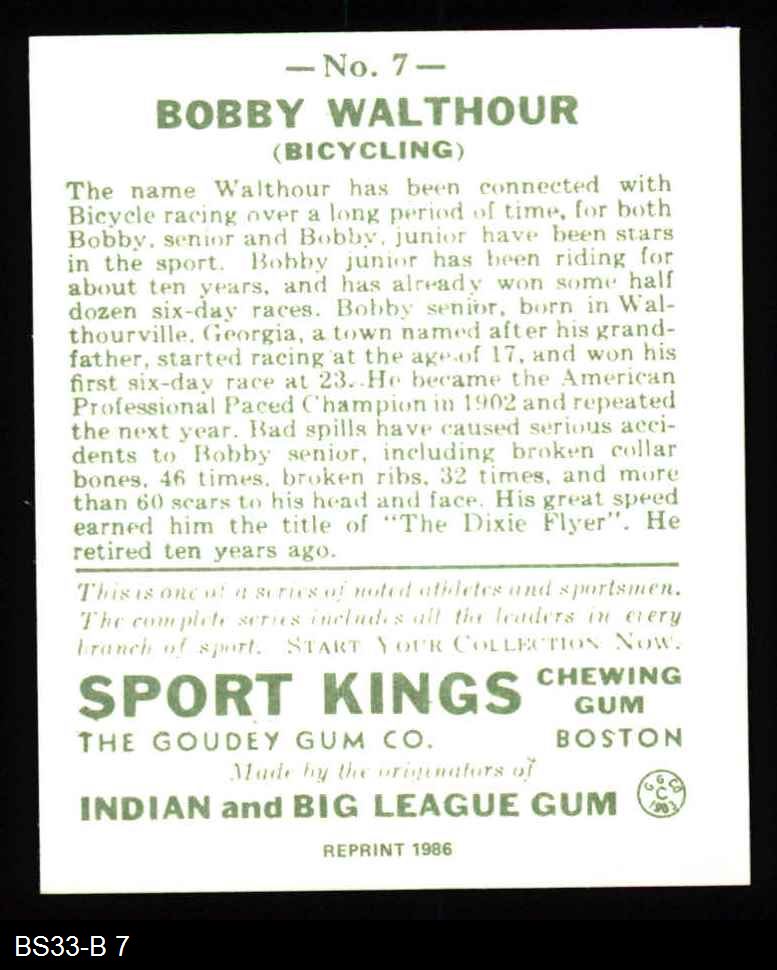 — No. 7 —
BOBBY WALTHOUR
(BICYCLING)
The name Walthour has been connected with
Bicycle racing over a long period of time, for both
Bobby, senior and Bobby, junior have been stars
in the sport. Bobby junior has been riding for
about ten years, and has already won some half
dozen six-day races. Bobby senior, born in Wal-
thourville, Georgia, a town named after his grand-
father, started racing at the age of 17, and won his
first six-day race at 23. He became the American
Professional Paced Champion in 1902 and repeated
the next year. Bad spills have caused serious acci-
dents to Bobby senior, including broken collar
bones, 46 times, broken ribs, 32 times, and more
than 60 scars to his head and face. His great speed
earned him the title of "The Dixie Flyer". He
retired ten years ago.
This is one of a series of noted athletes and sportsmen.
The complete series includes all the leaders in every
branch of sport. START YOUR COLLECTION NOW.
SPORT KINGS CHEWING GUM
THE GOUDEY GUM CO. BOSTON
Made by the originators of
INDIAN and BIG LEAGUE GUM
G G Co
C
REPRINT 1986
BS33-B 7